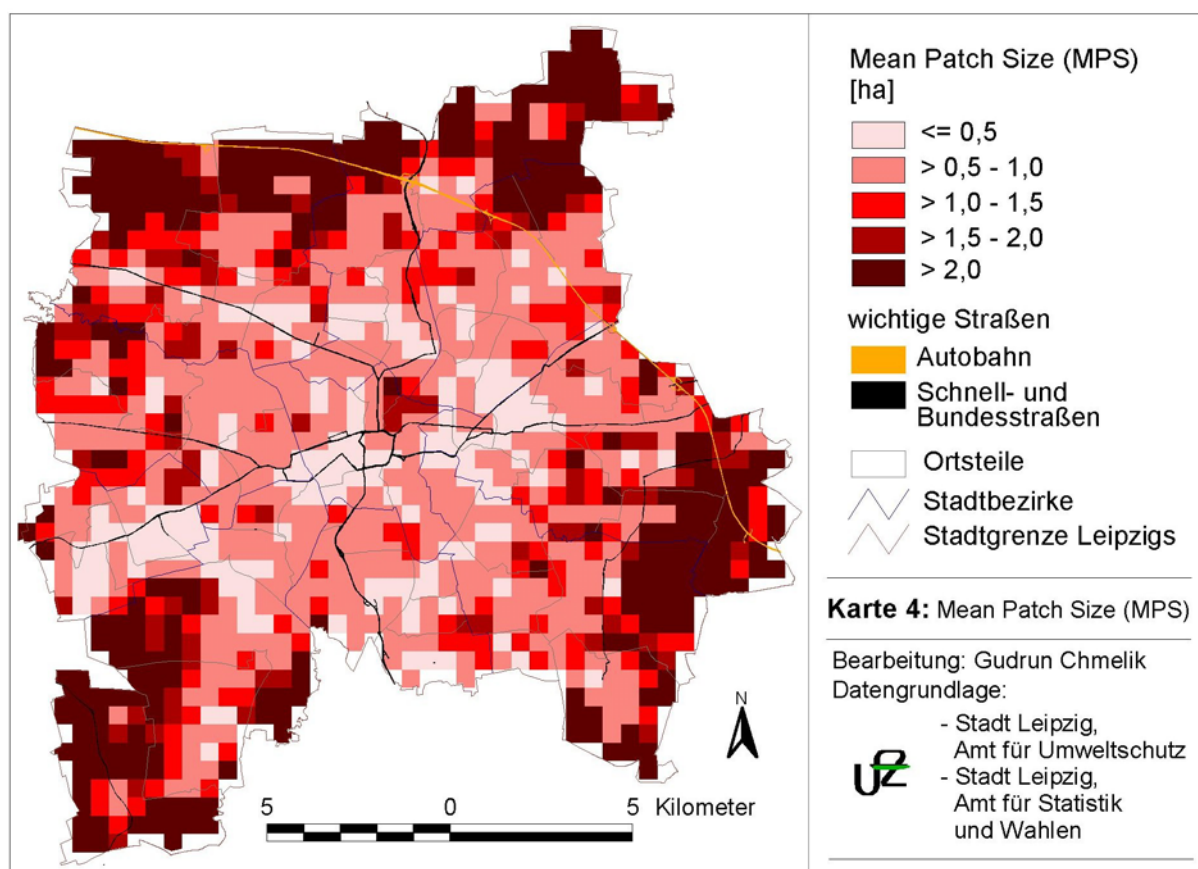 Mean Patch Size (MPS)
[ha]
<= 0,5
> 0,5 - 1,0
> 1,0 - 1,5
> 1,5 - 2,0
> 2,0
wichtige Straßen
Autobahn
Schnell- und
Bundesstraßen
Ortsteile
Stadtbezirke
Stadtgrenze Leipzigs
Karte 4: Mean Patch Size (MPS)
Bearbeitung: Gudrun Chmelik
Datengrundlage:
- Stadt Leipzig,
Amt für Umweltschutz
- Stadt Leipzig,
Amt für Statistik
und Wahlen
UFZ
N
5 0 5 Kilometer